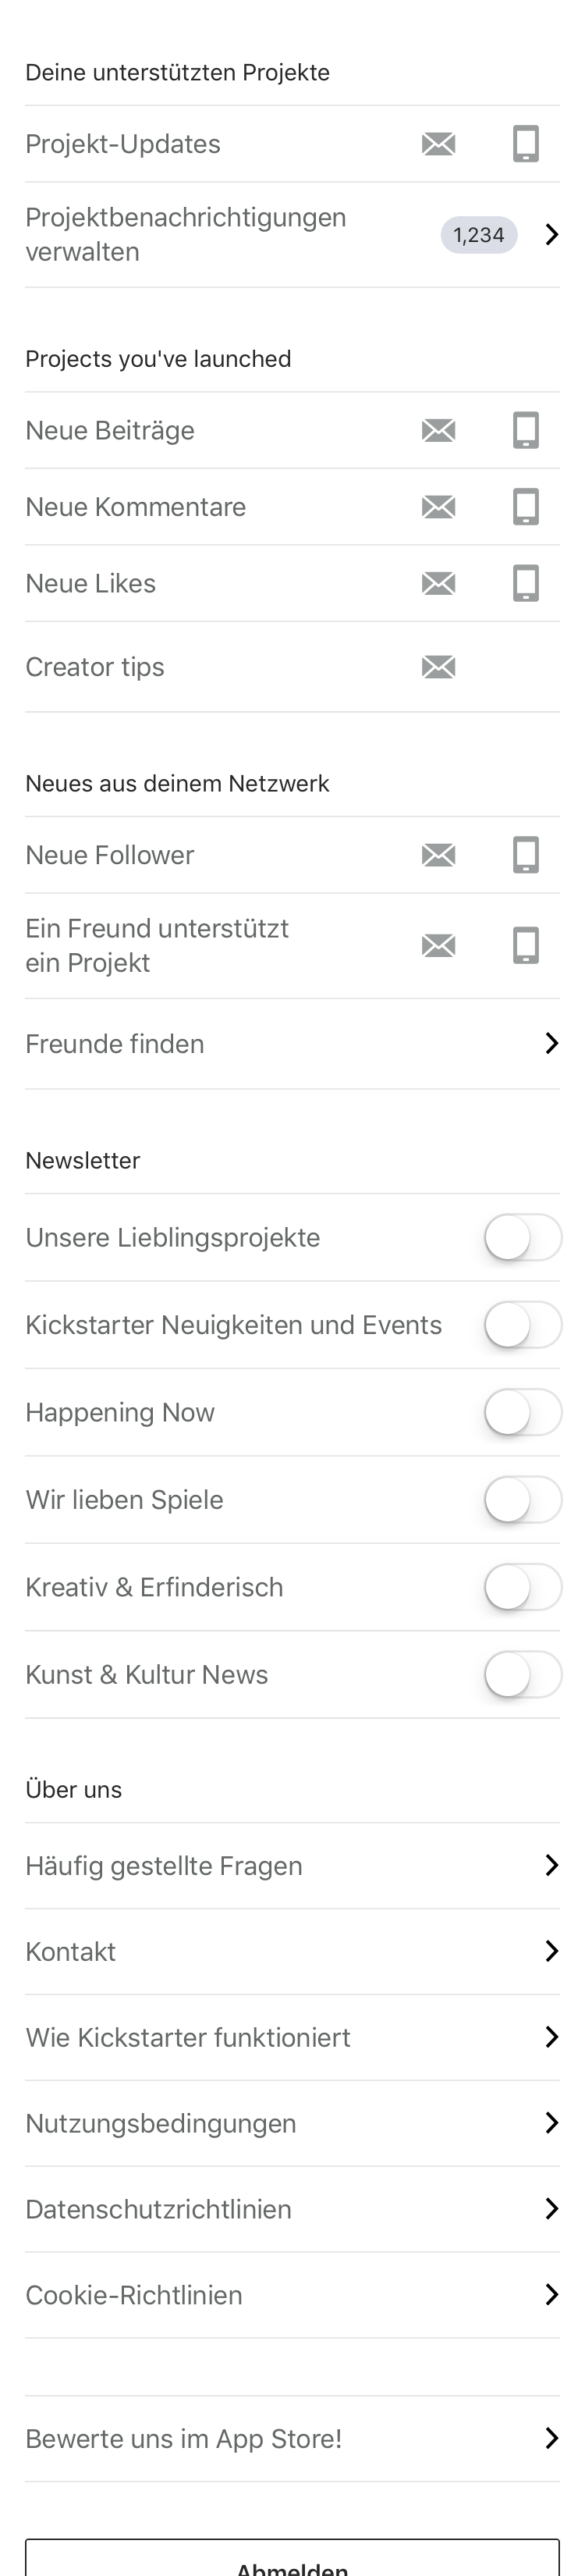 Deine unterstützten Projekte
Projekt-Updates
Projektbenachrichtigungen
verwalten
1,234
Projects you've launched
Neue Beiträge
Neue Kommentare
Neue Likes
Creator tips
Neues aus deinem Netzwerk
Neue Follower
Ein Freund unterstützt
ein Projekt
Freunde finden
Newsletter
Unsere Lieblingsprojekte
Kickstarter Neuigkeiten und Events
Happening Now
Wir lieben Spiele
Kreativ & Erfinderisch
Kunst & Kultur News
Über uns
Häufig gestellte Fragen
Kontakt
Wie Kickstarter funktioniert
Nutzungsbedingungen
Datenschutzrichtlinien
Cookie-Richtlinien
Bewerte uns im App Store!
Abmelden